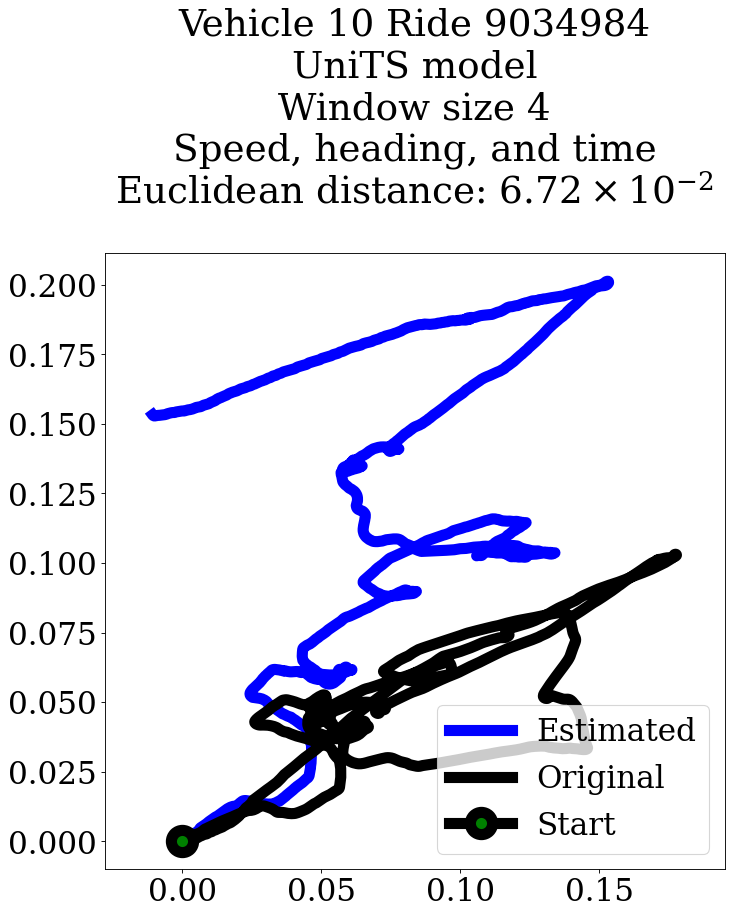 Vehicle 10 Ride 9034984
UniTS model
Window size 4
Speed, heading, and time
Euclidean distance: 6.72 × 10⁻²
0.200
0.175
0.150
0.125
0.100
0.075
0.050
0.025
0.000
Estimated
Original
Start
0.00 0.05 0.10 0.15